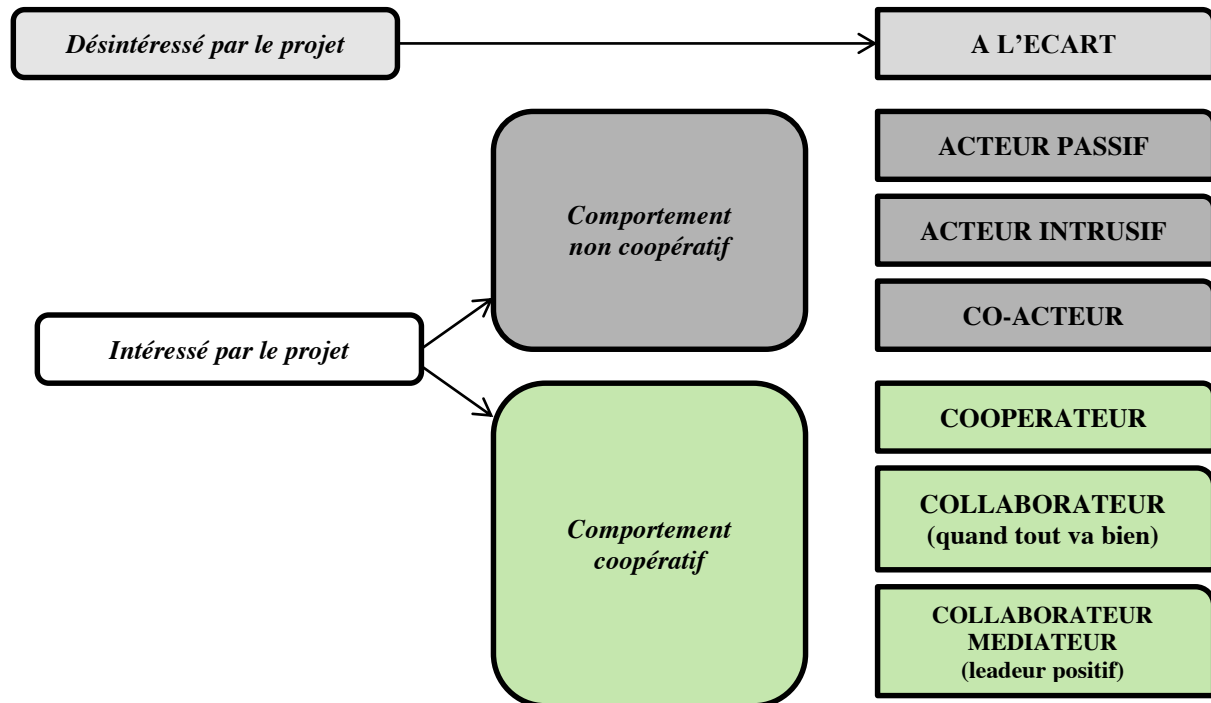 Désintéressé par le projet
A L’ECART
ACTEUR PASSIF
Comportement
non coopératif
ACTEUR INTRUSIF
CO-ACTEUR
Intéressé par le projet
COOPERATEUR
Comportement
coopératif
COLLABORATEUR
(quand tout va bien)
COLLABORATEUR
MEDIATEUR
(leadeur positif)